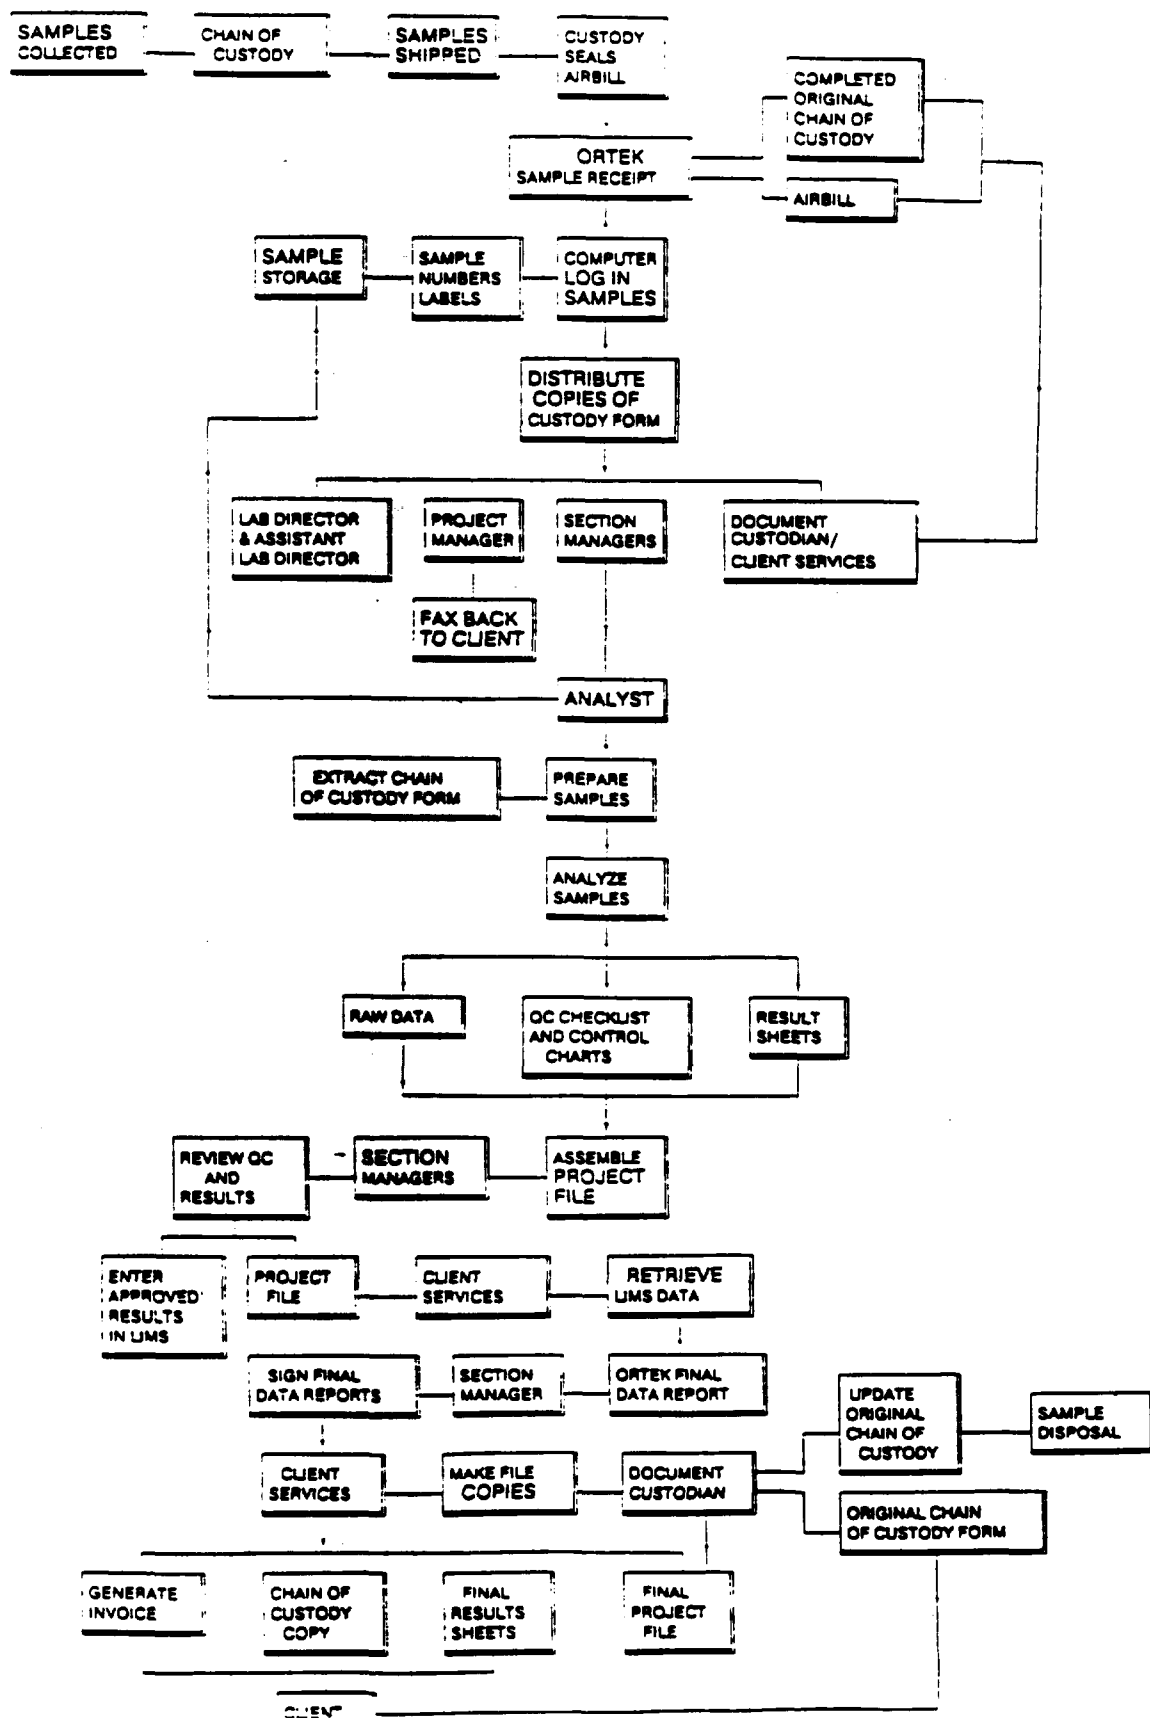 SAMPLES
COLLECTED
CHAIN OF
CUSTODY
SAMPLES
SHIPPED
CUSTODY
SEALS
AIRBILL
COMPLETED
ORIGINAL
CHAIN OF
CUSTODY
ORTEK
SAMPLE RECEIPT
AIRBILL
SAMPLE
STORAGE
SAMPLE
NUMBERS
LABELS
COMPUTER
LOG IN
SAMPLES
DISTRIBUTE
COPIES OF
CUSTODY FORM
LAB DIRECTOR
& ASSISTANT
LAB DIRECTOR
PROJECT
MANAGER
SECTION
MANAGERS
DOCUMENT
CUSTODIAN/
CLIENT SERVICES
FAX BACK
TO CLIENT
ANALYST
EXTRACT CHAIN
OF CUSTODY FORM
PREPARE
SAMPLES
ANALYZE
SAMPLES
RAW DATA
QC CHECKLIST
AND CONTROL
CHARTS
RESULT
SHEETS
REVIEW QC
AND
RESULTS
SECTION
MANAGERS
ASSEMBLE
PROJECT
FILE
ENTER
APPROVED
RESULTS
IN LIMS
PROJECT
FILE
CLIENT
SERVICES
RETRIEVE
LIMS DATA
SIGN FINAL
DATA REPORTS
SECTION
MANAGER
ORTEK FINAL
DATA REPORT
UPDATE
ORIGINAL
CHAIN OF
CUSTODY
SAMPLE
DISPOSAL
CLIENT
SERVICES
MAKE FILE
COPIES
DOCUMENT
CUSTODIAN
ORIGINAL CHAIN
OF CUSTODY FORM
GENERATE
INVOICE
CHAIN OF
CUSTODY
COPY
FINAL
RESULTS
SHEETS
FINAL
PROJECT
FILE
CLIENT